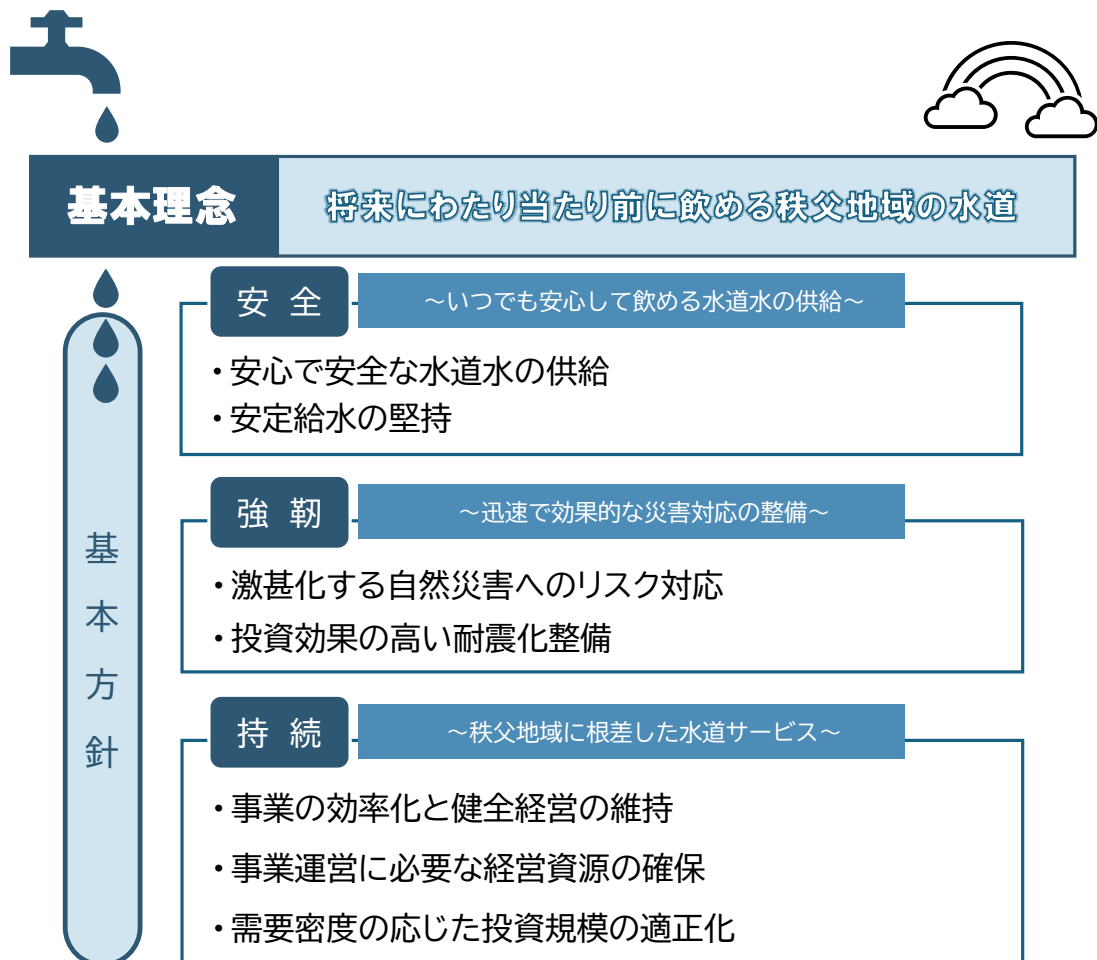 基本理念
将来にわたり当たり前に飲める秩父地域の水道
基本方針
安全
～いつでも安心して飲める水道水の供給～
・安心で安全な水道水の供給
・安定給水の堅持
強靭
～迅速で効果的な災害対応の整備～
・激甚化する自然災害へのリスク対応
・投資効果の高い耐震化整備
持続
～秩父地域に根差した水道サービス～
・事業の効率化と健全経営の維持
・事業運営に必要な経営資源の確保
・需要密度の応じた投資規模の適正化